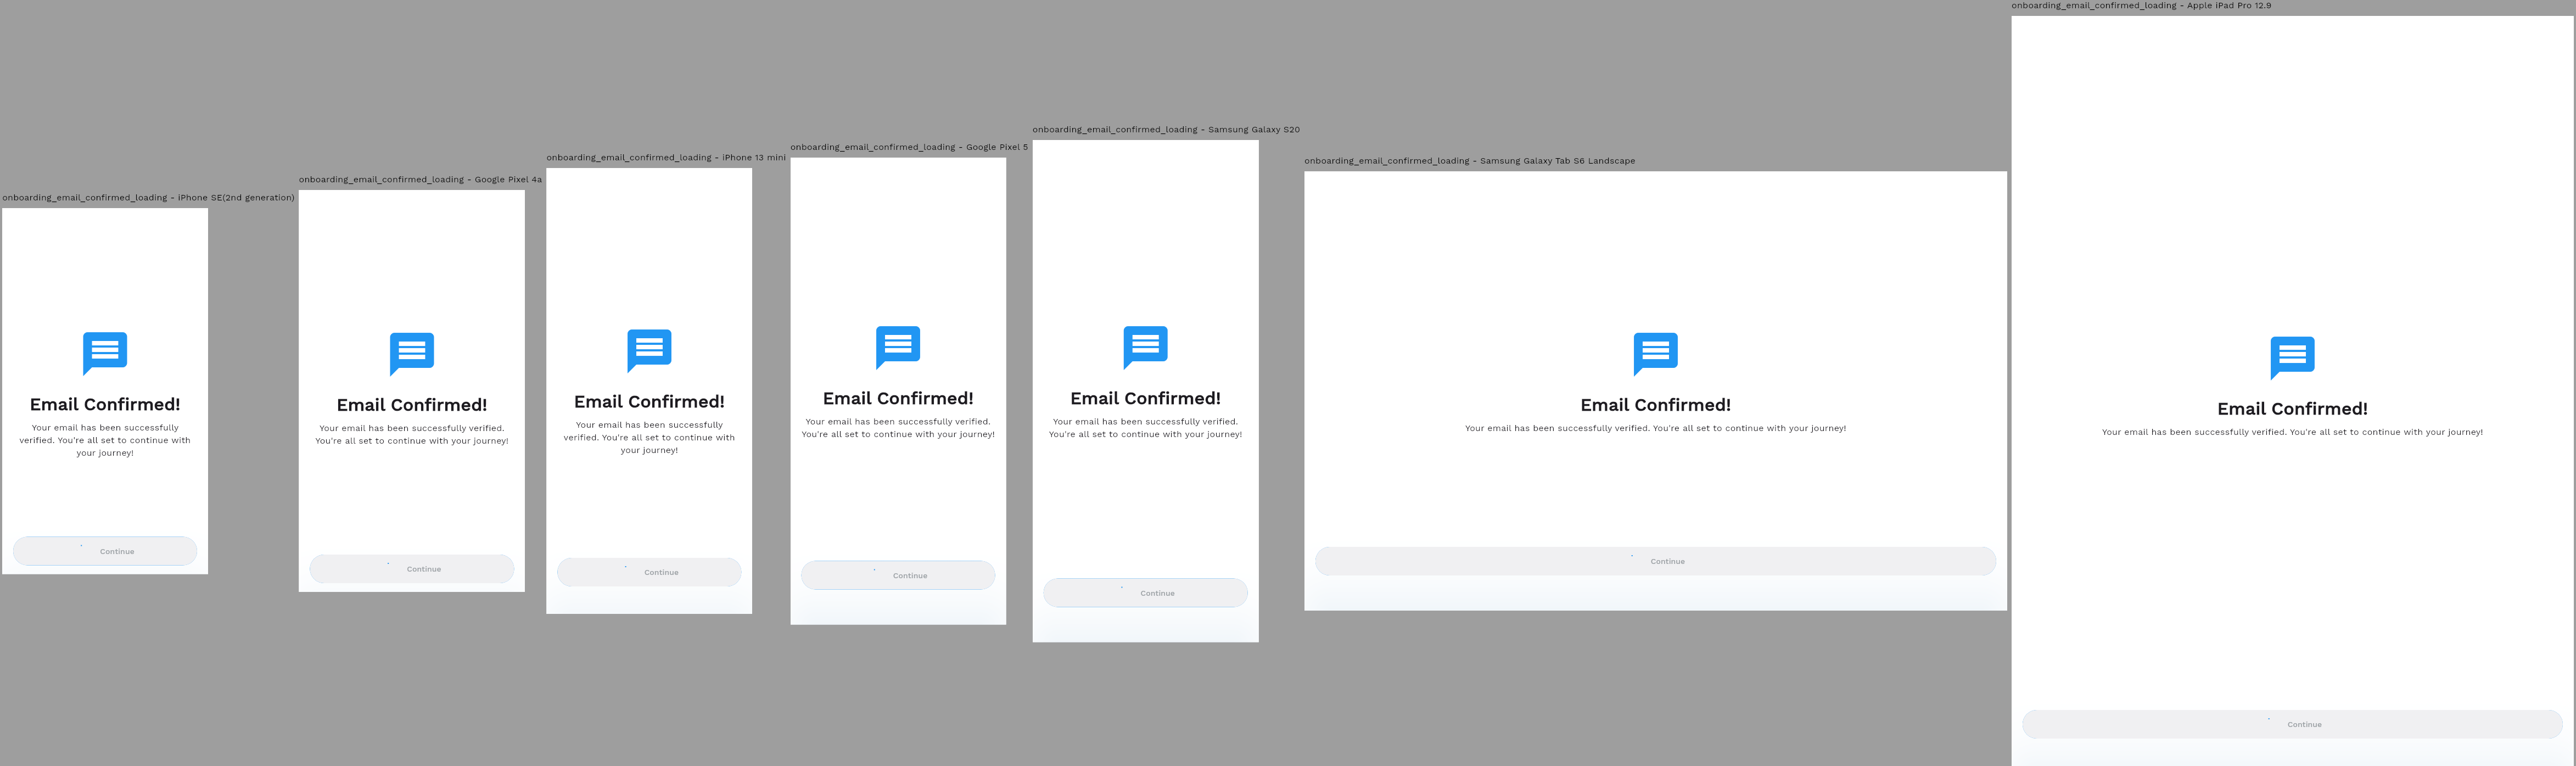 onboarding_email_confirmed_loading - iPhone SE(2nd generation)
Email Confirmed!
Your email has been successfully
verified. You're all set to continue with
your journey!
Continue
onboarding_email_confirmed_loading - Google Pixel 4a
Email Confirmed!
Your email has been successfully verified.
You're all set to continue with your journey!
Continue
onboarding_email_confirmed_loading - iPhone 13 mini
Email Confirmed!
Your email has been successfully
verified. You're all set to continue with
your journey!
Continue
onboarding_email_confirmed_loading - Google Pixel 5
Email Confirmed!
Your email has been successfully verified.
You're all set to continue with your journey!
Continue
onboarding_email_confirmed_loading - Samsung Galaxy S20
Email Confirmed!
Your email has been successfully verified.
You're all set to continue with your journey!
Continue
onboarding_email_confirmed_loading - Samsung Galaxy Tab S6 Landscape
Email Confirmed!
Your email has been successfully verified. You're all set to continue with your journey!
Continue
onboarding_email_confirmed_loading - Apple iPad Pro 12.9
Email Confirmed!
Your email has been successfully verified. You're all set to continue with your journey!
Continue